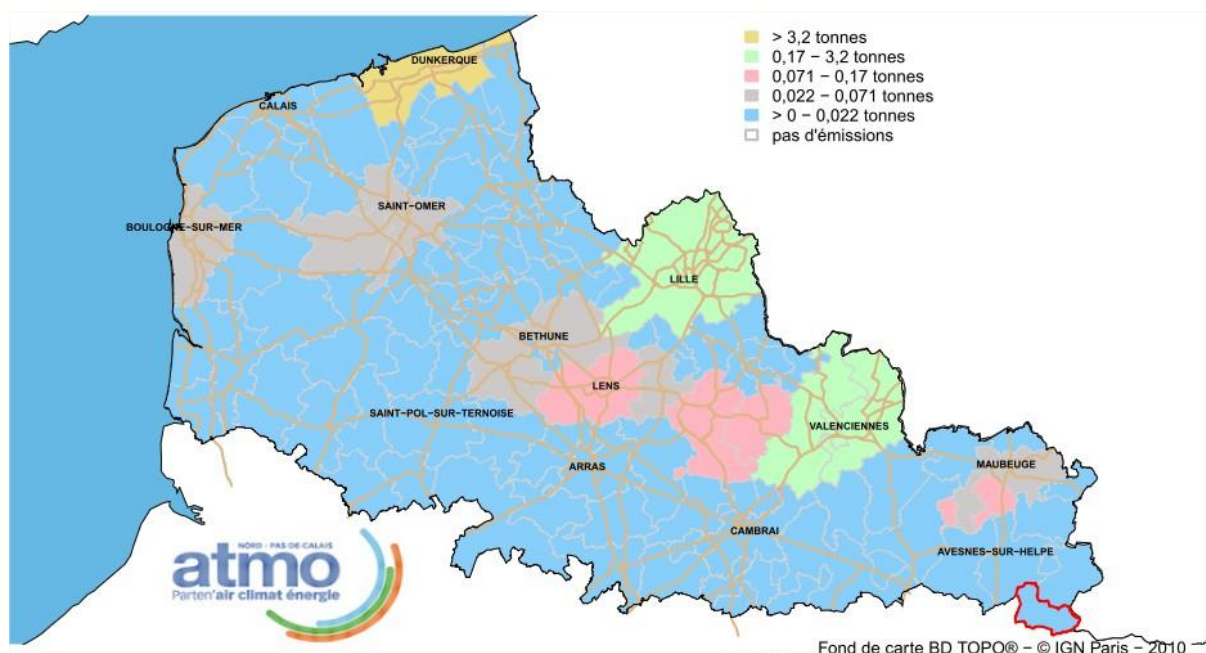 > 3,2 tonnes
0,17 − 3,2 tonnes
0,071 − 0,17 tonnes
0,022 − 0,071 tonnes
> 0 − 0,022 tonnes
pas d'émissions
DUNKERQUE
CALAIS
SAINT−OMER
BOULOGNE−SUR−MER
LILLE
BETHUNE
LENS
SAINT−POL−SUR−TERNOISE
VALENCIENNES
ARRAS
MAUBEUGE
CAMBRAI
AVESNES−SUR−HELPE
NORD - PAS-DE-CALAIS
atmo
Parten'air climat énergie
Fond de carte BD TOPO® − © IGN Paris − 2010